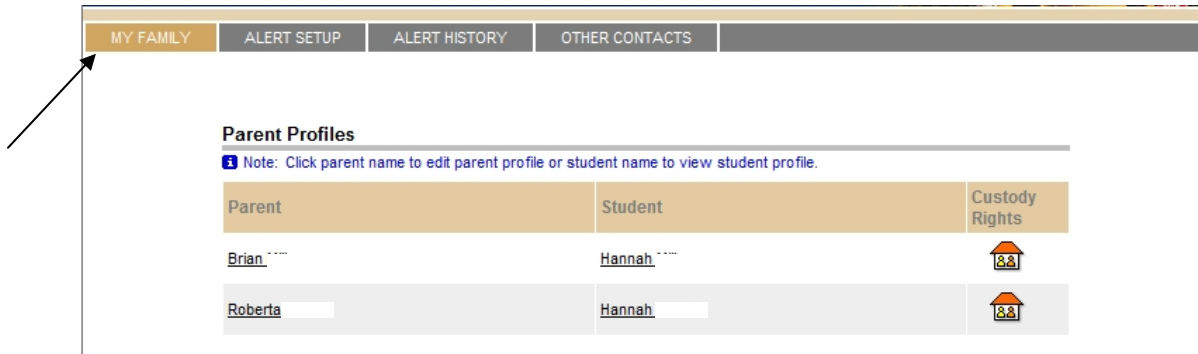 MY FAMILY ALERT SETUP ALERT HISTORY OTHER CONTACTS
Parent Profiles
Note: Click parent name to edit parent profile or student name to view student profile.
Parent Student Custody Rights
Brian Hannah
Roberta Hannah